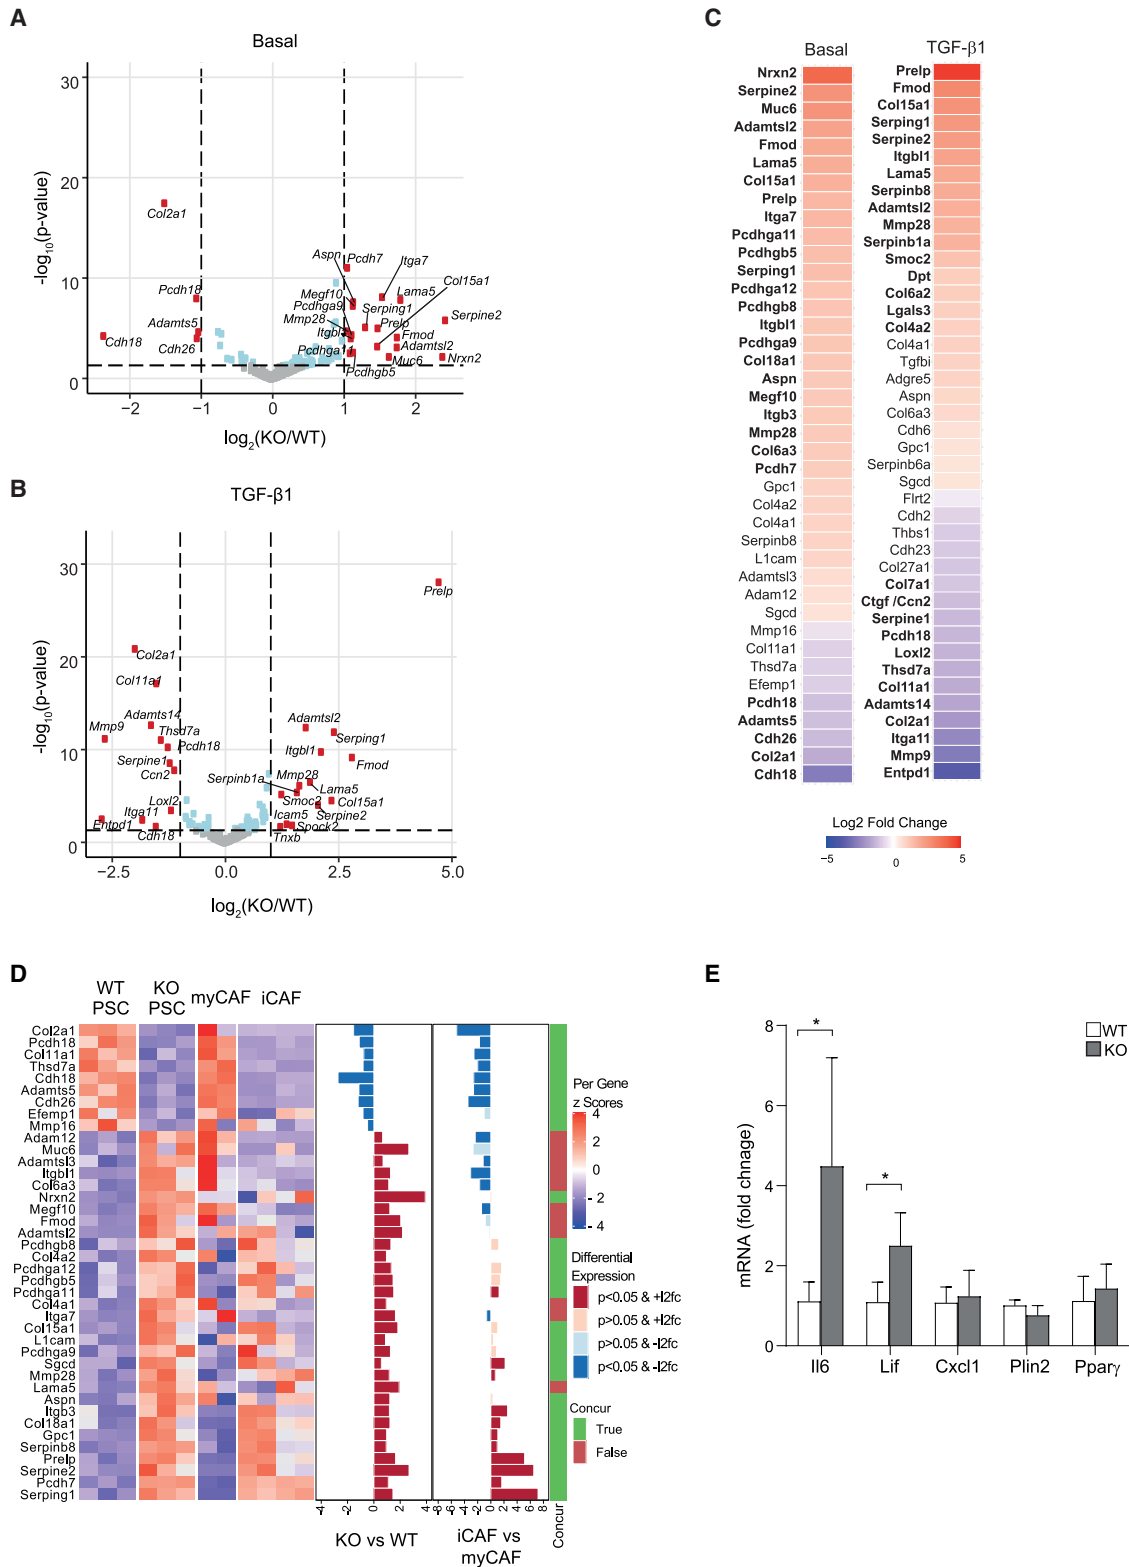 A
Basal
30
20
10
0
-log10(p-value)
Col2a1
Pcdh18
Adamts5
Cdh18
Cdh26
Aspn
Pcdh7
Itga7
Col15a1
Megf10
Pcdhga9
Lama5
Serping1
Serpine2
Mmp28
Prelp
Itgbl1
Fmod
Adamtsl2
Pcdhga11
Muc6
Nrxn2
Pcdhgb5
−2
−1
0
1
2
log2(KO/WT)
B
TGF-β1
30
20
10
0
-log10(p-value)
Prelp
Col2a1
Col11a1
Adamts14
Mmp9
Thsd7a
Pcdh18
Serpine1
Ccn2
Loxl2
Itga11
Entpd1
Cdh18
Adamtsl2
Serping1
Itgbl1
Fmod
Serpinb1a
Mmp28
Lama5
Smoc2
Col15a1
Serpine2
Icam5
Spock2
Tnxb
−2.5
0.0
2.5
5.0
log2(KO/WT)
C
Basal
Nrxn2
Serpine2
Muc6
Adamtsl2
Fmod
Lama5
Col15a1
Prelp
Itga7
Pcdhga11
Pcdhgb5
Serping1
Pcdhga12
Pcdhgb8
Itgbl1
Pcdhga9
Col18a1
Aspn
Megf10
Itgb3
Mmp28
Col6a3
Pcdh7
Gpc1
Col4a2
Col4a1
Serpinb8
L1cam
Adamtsl3
Adam12
Sgcd
Mmp16
Col11a1
Thsd7a
Efemp1
Pcdh18
Adamts5
Cdh26
Col2a1
Cdh18
TGF-β1
Prelp
Fmod
Col15a1
Serping1
Serpine2
Itgbl1
Lama5
Serpinb8
Adamtsl2
Mmp28
Serpinb1a
Smoc2
Dpt
Col6a2
Lgals3
Col4a2
Col4a1
Tgfbi
Adgre5
Aspn
Col6a3
Cdh6
Gpc1
Serpinb6a
Sgcd
Flrt2
Cdh2
Thbs1
Cdh23
Col27a1
Col7a1
Ctgf /Ccn2
Serpine1
Pcdh18
Loxl2
Thsd7a
Col11a1
Adamts14
Col2a1
Itga11
Mmp9
Entpd1
Log2 Fold Change
−5
0
5
D
WT PSC
KO PSC
myCAF
iCAF
Col2a1
Pcdh18
Col11a1
Thsd7a
Cdh18
Adamts5
Cdh26
Efemp1
Mmp16
Adam12
Muc6
Adamtsl3
Itgbl1
Col6a3
Nrxn2
Megf10
Fmod
Adamtsl2
Pcdhgb8
Col4a2
Pcdhga12
Pcdhgb5
Pcdhga11
Col4a1
Itga7
Col15a1
L1cam
Pcdhga9
Sgcd
Mmp28
Lama5
Aspn
Itgb3
Col18a1
Gpc1
Serpinb8
Prelp
Serpine2
Pcdh7
Serping1
-4
-2
0
2
4
KO vs WT
-8
-6
-4
-2
0
2
4
6
8
iCAF vs
myCAF
Concur
Per Gene
z Scores
4
2
0
- 2
- 4
Differential
Expression
p<0.05 & +l2fc
p>0.05 & +l2fc
p>0.05 & -l2fc
p<0.05 & -l2fc
Concur
True
False
E
8
6
4
2
0
mRNA (fold chnage)
*
*
WT
KO
Il6
Lif
Cxcl1
Plin2
Pparγ